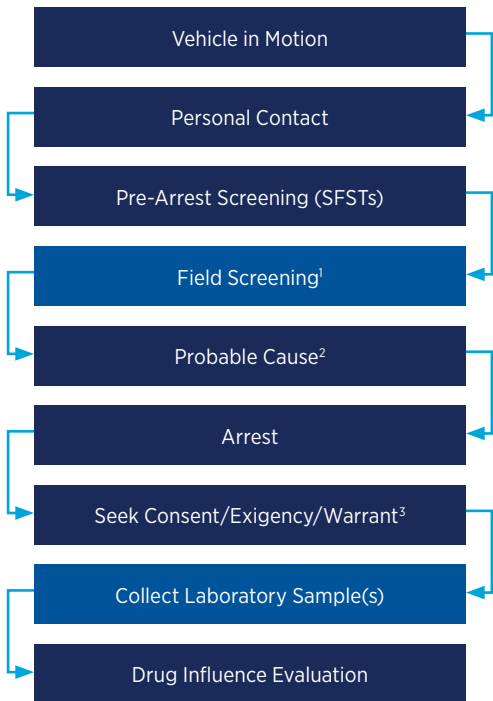 Vehicle in Motion
Personal Contact
Pre-Arrest Screening (SFSTs)
Field Screening¹
Probable Cause²
Arrest
Seek Consent/Exigency/Warrant³
Collect Laboratory Sample(s)
Drug Influence Evaluation